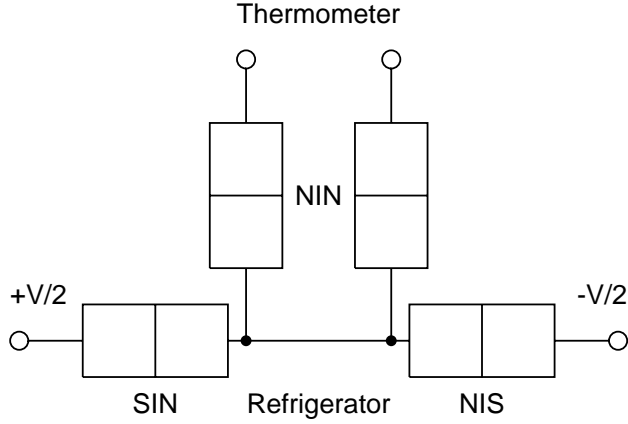 Thermometer
NIN
+V/2
-V/2
SIN
Refrigerator
NIS